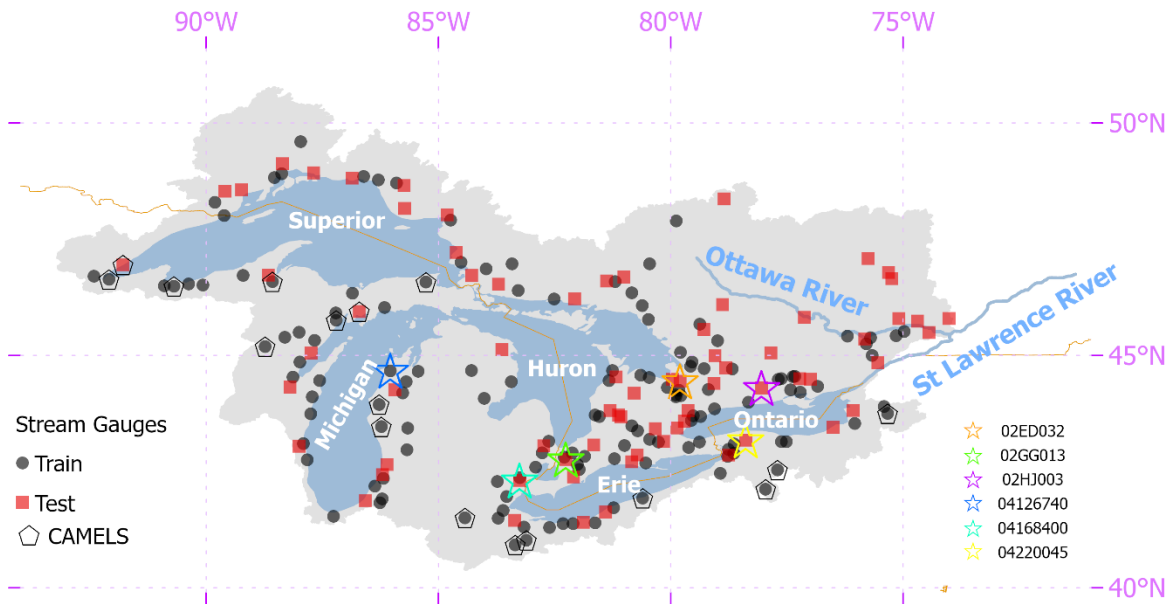 90°W 85°W 80°W 75°W
50°N
Superior
Ottawa River
St Lawrence River
45°N
Huron
Michigan
Ontario
Erie
Stream Gauges
Train
Test
CAMELS
02ED032
02GG013
02HJ003
04126740
04168400
04220045
40°N